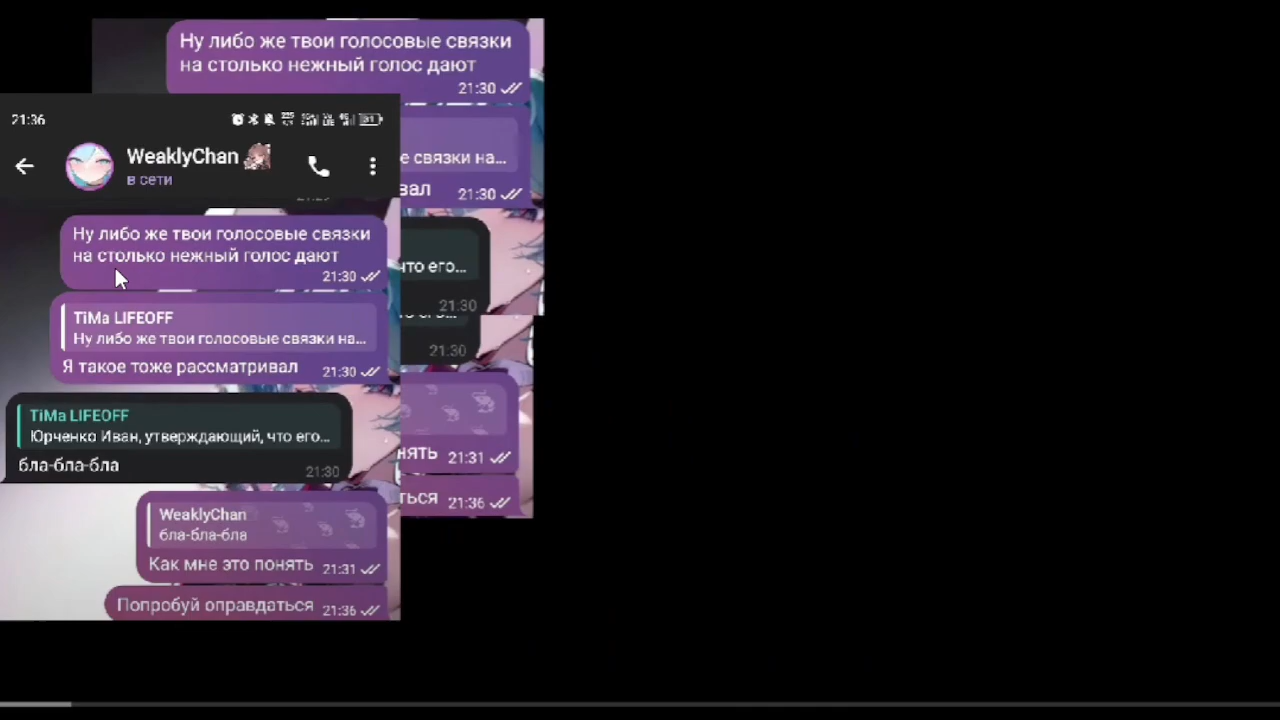 Ну либо же твои голосовые связки
на столько нежный голос дают
21:30
е связки на...
вал 21:30
что его...
21:30
21:30
нять 21:31
ться 21:36
21:36
WeaklyChan
в сети
Ну либо же твои голосовые связки
на столько нежный голос дают
21:30
TiMa LIFEOFF
Ну либо же твои голосовые связки на...
Я такое тоже рассматривал 21:30
TiMa LIFEOFF
Юрченко Иван, утверждающий, что его...
бла-бла-бла 21:30
WeaklyChan
бла-бла-бла
Как мне это понять 21:31
Попробуй оправдаться 21:36